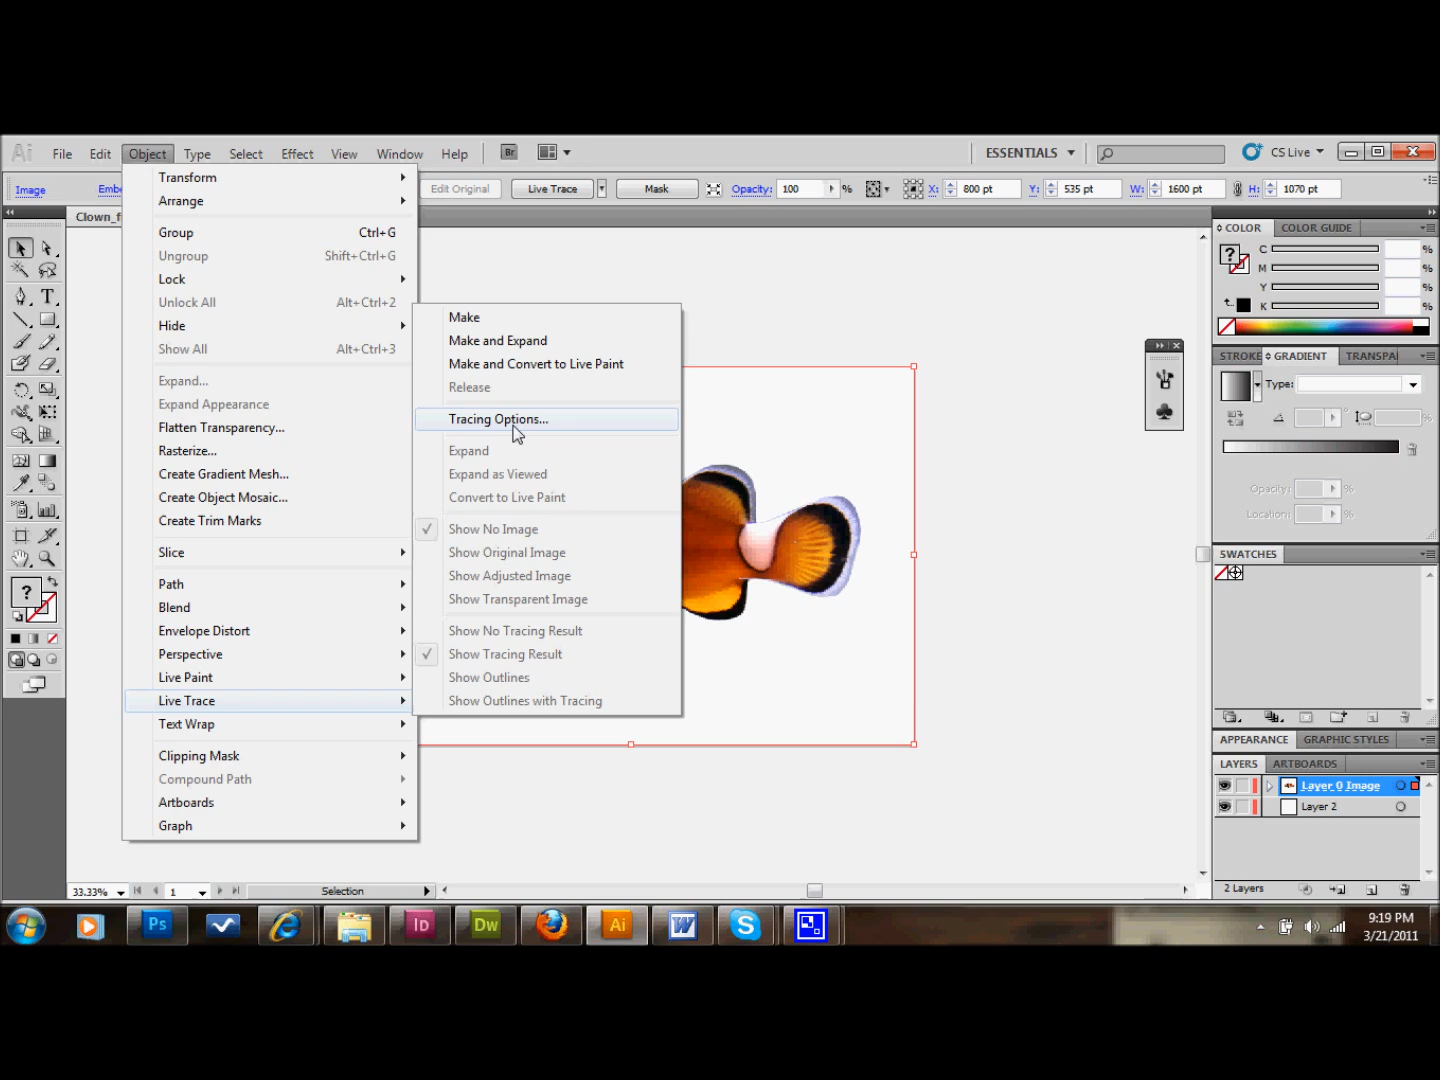 Ai File Edit Object Type Select Effect View Window Help Br ESSENTIALS CS Live
Image Embe Edit Original Live Trace Mask Opacity: 100 % X: 800 pt Y: 535 pt W: 1600 pt H: 1070 pt
Clown_f
Transform
Arrange
Group Ctrl+G
Ungroup Shift+Ctrl+G
Lock
Unlock All Alt+Ctrl+2
Hide
Show All Alt+Ctrl+3
Expand...
Expand Appearance
Flatten Transparency...
Rasterize...
Create Gradient Mesh...
Create Object Mosaic...
Create Trim Marks
Slice
Path
Blend
Envelope Distort
Perspective
Live Paint
Live Trace
Text Wrap
Clipping Mask
Compound Path
Artboards
Graph
Make
Make and Expand
Make and Convert to Live Paint
Release
Tracing Options...
Expand
Expand as Viewed
Convert to Live Paint
Show No Image
Show Original Image
Show Adjusted Image
Show Transparent Image
Show No Tracing Result
Show Tracing Result
Show Outlines
Show Outlines with Tracing
COLOR COLOR GUIDE
? C %
M %
Y %
K %
STROKE GRADIENT TRANSPA
Type:
%
Opacity: %
Location: %
SWATCHES
APPEARANCE GRAPHIC STYLES
LAYERS ARTBOARDS
Layer 0 Image
Layer 2
2 Layers
T
?
33.33% 1 Selection
Ps Id Dw Ai W S
9:19 PM
3/21/2011